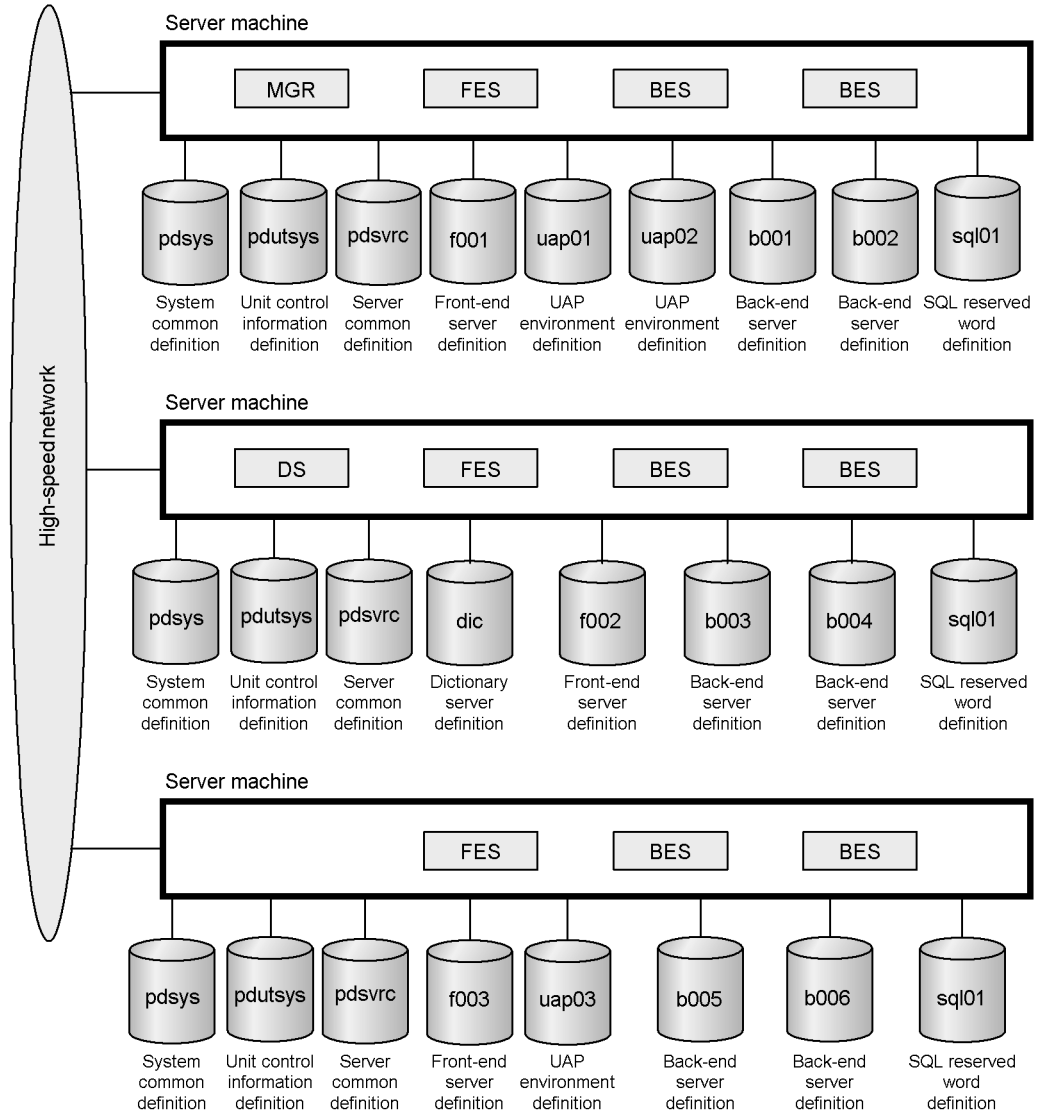 Server machine
MGR FES BES BES
pdsys pdutsys pdsvrc f001 uap01 uap02 b001 b002 sql01
System Unit control Server Front-end UAP UAP Back-end Back-end SQL reserved
common information common server environment environment server server word
definition definition definition definition definition definition definition definition definition
High-speednetwork
Server machine
DS FES BES BES
pdsys pdutsys pdsvrc dic f002 b003 b004 sql01
System Unit control Server Dictionary Front-end Back-end Back-end SQL reserved
common information common server server server server word
definition definition definition definition definition definition definition definition
Server machine
FES BES BES
pdsys pdutsys pdsvrc f003 uap03 b005 b006 sql01
System Unit control Server Front-end UAP Back-end Back-end SQL reserved
common information common server environment server server word
definition definition definition definition definition definition definition definition